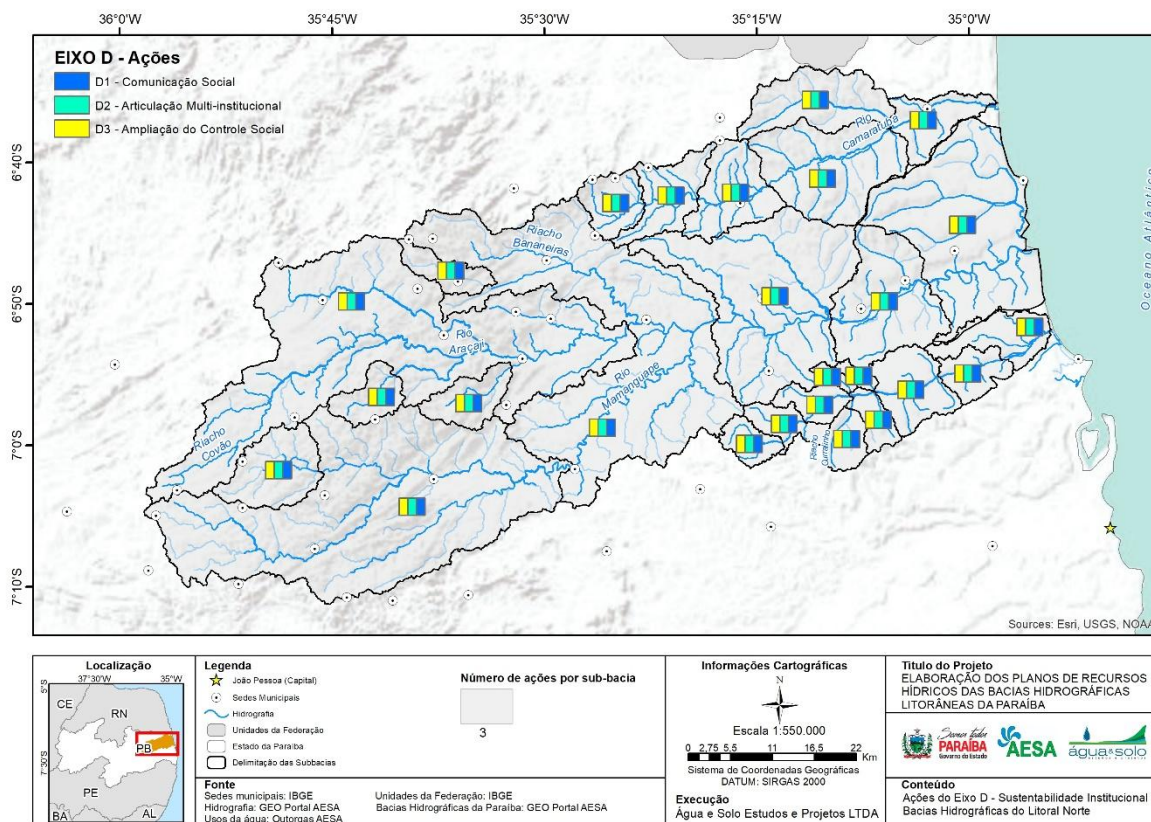 36°0'W 35°45'W 35°30'W 35°15'W 35°0'W
EIXO D - Ações
D1 - Comunicação Social
D2 - Articulação Multi-institucional
D3 - Ampliação do Controle Social
6°40'S
6°50'S
7°0'S
7°10'S
Rio Camaratuba
Riacho Bananeiras
Rio Araçaji
Rio Mamanguape
Riacho Covão
Riacho Curralinho
Oceano Atlântico
Sources: Esri, USGS, NOAA
Localização
37°30'W 35°W
5°S
7°30'S
CE
RN
PB
PE
BA
AL
Legenda
João Pessoa (Capital)
Sedes Municipais
Hidrografia
Unidades da Federação
Estado da Paraíba
Delimitação das Subbacias
Número de ações por sub-bacia
3
Fonte
Sedes municipais: IBGE
Hidrografia: GEO Portal AESA
Usos da água: Outorgas AESA
Unidades da Federação: IBGE
Bacias Hidrográficas da Paraíba: GEO Portal AESA
Informações Cartográficas
N
Escala 1:550.000
0 2,75 5,5 11 16,5 22
Km
Sistema de Coordenadas Geográficas
DATUM: SIRGAS 2000
Execução
Água e Solo Estudos e Projetos LTDA
Título do Projeto
ELABORAÇÃO DOS PLANOS DE RECURSOS
HÍDRICOS DAS BACIAS HIDROGRÁFICAS
LITORÂNEAS DA PARAÍBA
Somos todos
PARAÍBA
Governo do Estado
AESA
água&solo
Conteúdo
Ações do Eixo D - Sustentabilidade Institucional
Bacias Hidrográficas do Litoral Norte